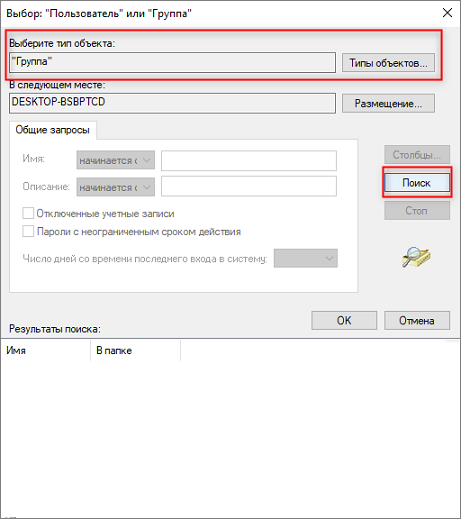 Выбор: "Пользователь" или "Группа"
Выберите тип объекта:
"Группа"
Типы объектов...
В следующем месте:
DESKTOP-BSBPTCD
Размещение...
Общие запросы
Имя:
начинается с
Столбцы...
Описание:
начинается с
Поиск
Отключенные учетные записи
Стоп
Пароли с неограниченным сроком действия
Число дней со времени последнего входа в систему:
OK
Отмена
Результаты поиска:
Имя
В папке